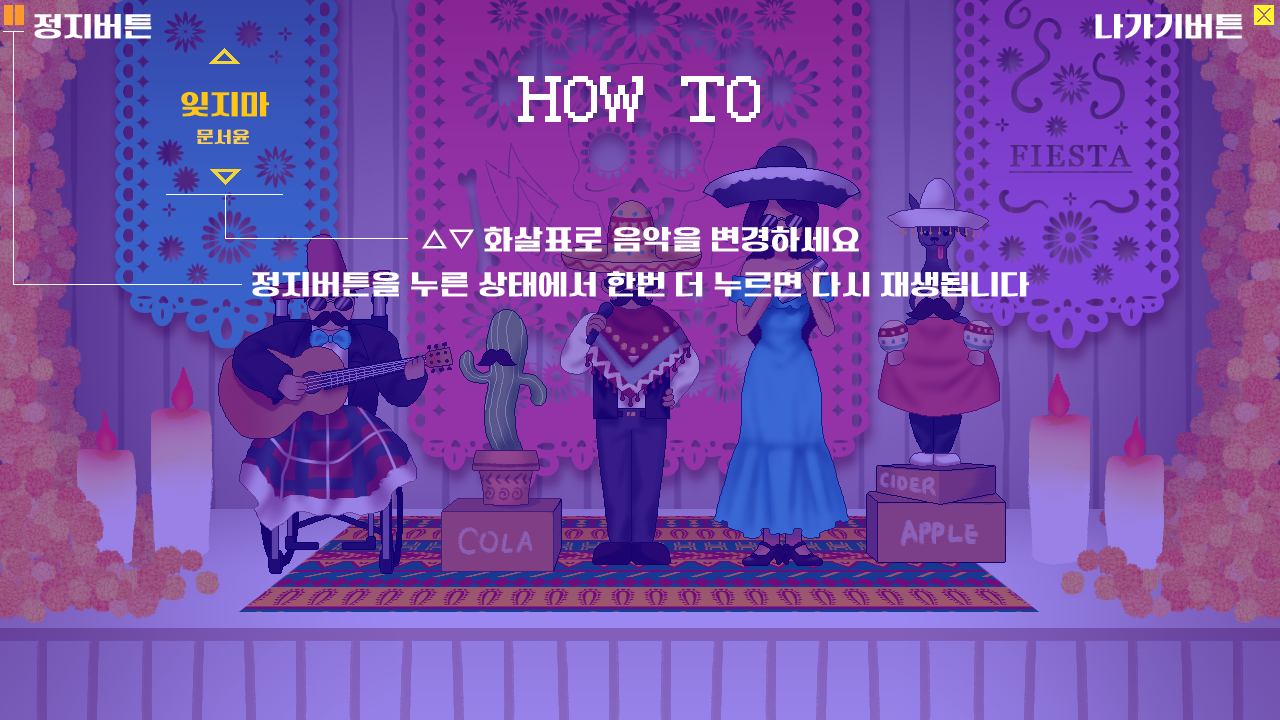 정지버튼
나가기버튼
잊지마
문서윤
HOW TO
FIESTA
△▽ 화살표로 음악을 변경하세요
정지버튼을 누른 상태에서 한번 더 누르면 다시 재생됩니다
CIDER
COLA
APPLE